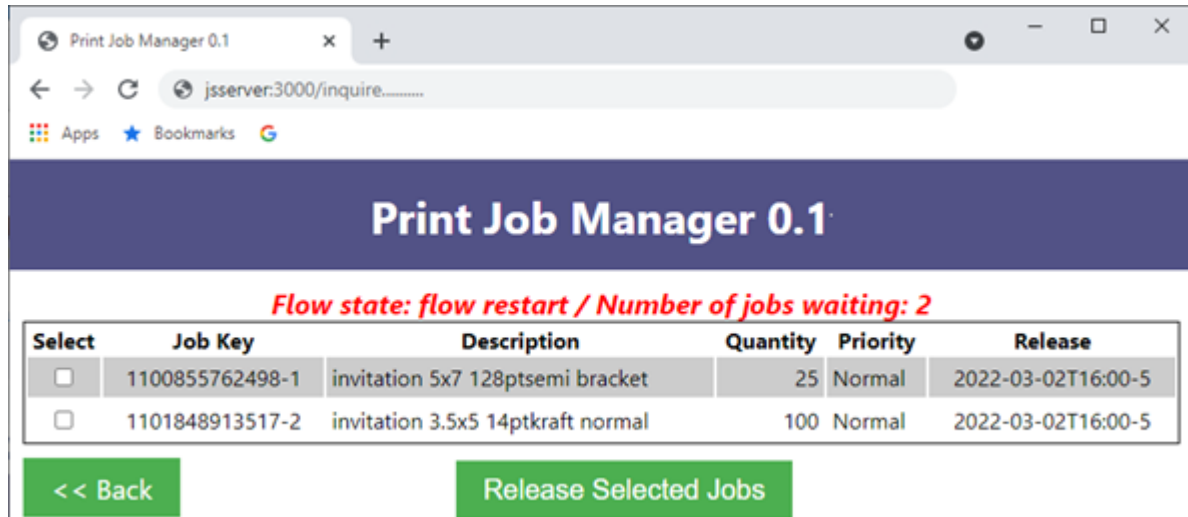 Print Job Manager 0.1
jsserver:3000/inquire..........
Apps Bookmarks G
Print Job Manager 0.1
Flow state: flow restart / Number of jobs waiting: 2
Select Job Key Description Quantity Priority Release
1100855762498-1 invitation 5x7 128ptsemi bracket 25 Normal 2022-03-02T16:00-5
1101848913517-2 invitation 3.5x5 14ptkraft normal 100 Normal 2022-03-02T16:00-5
<< Back Release Selected Jobs